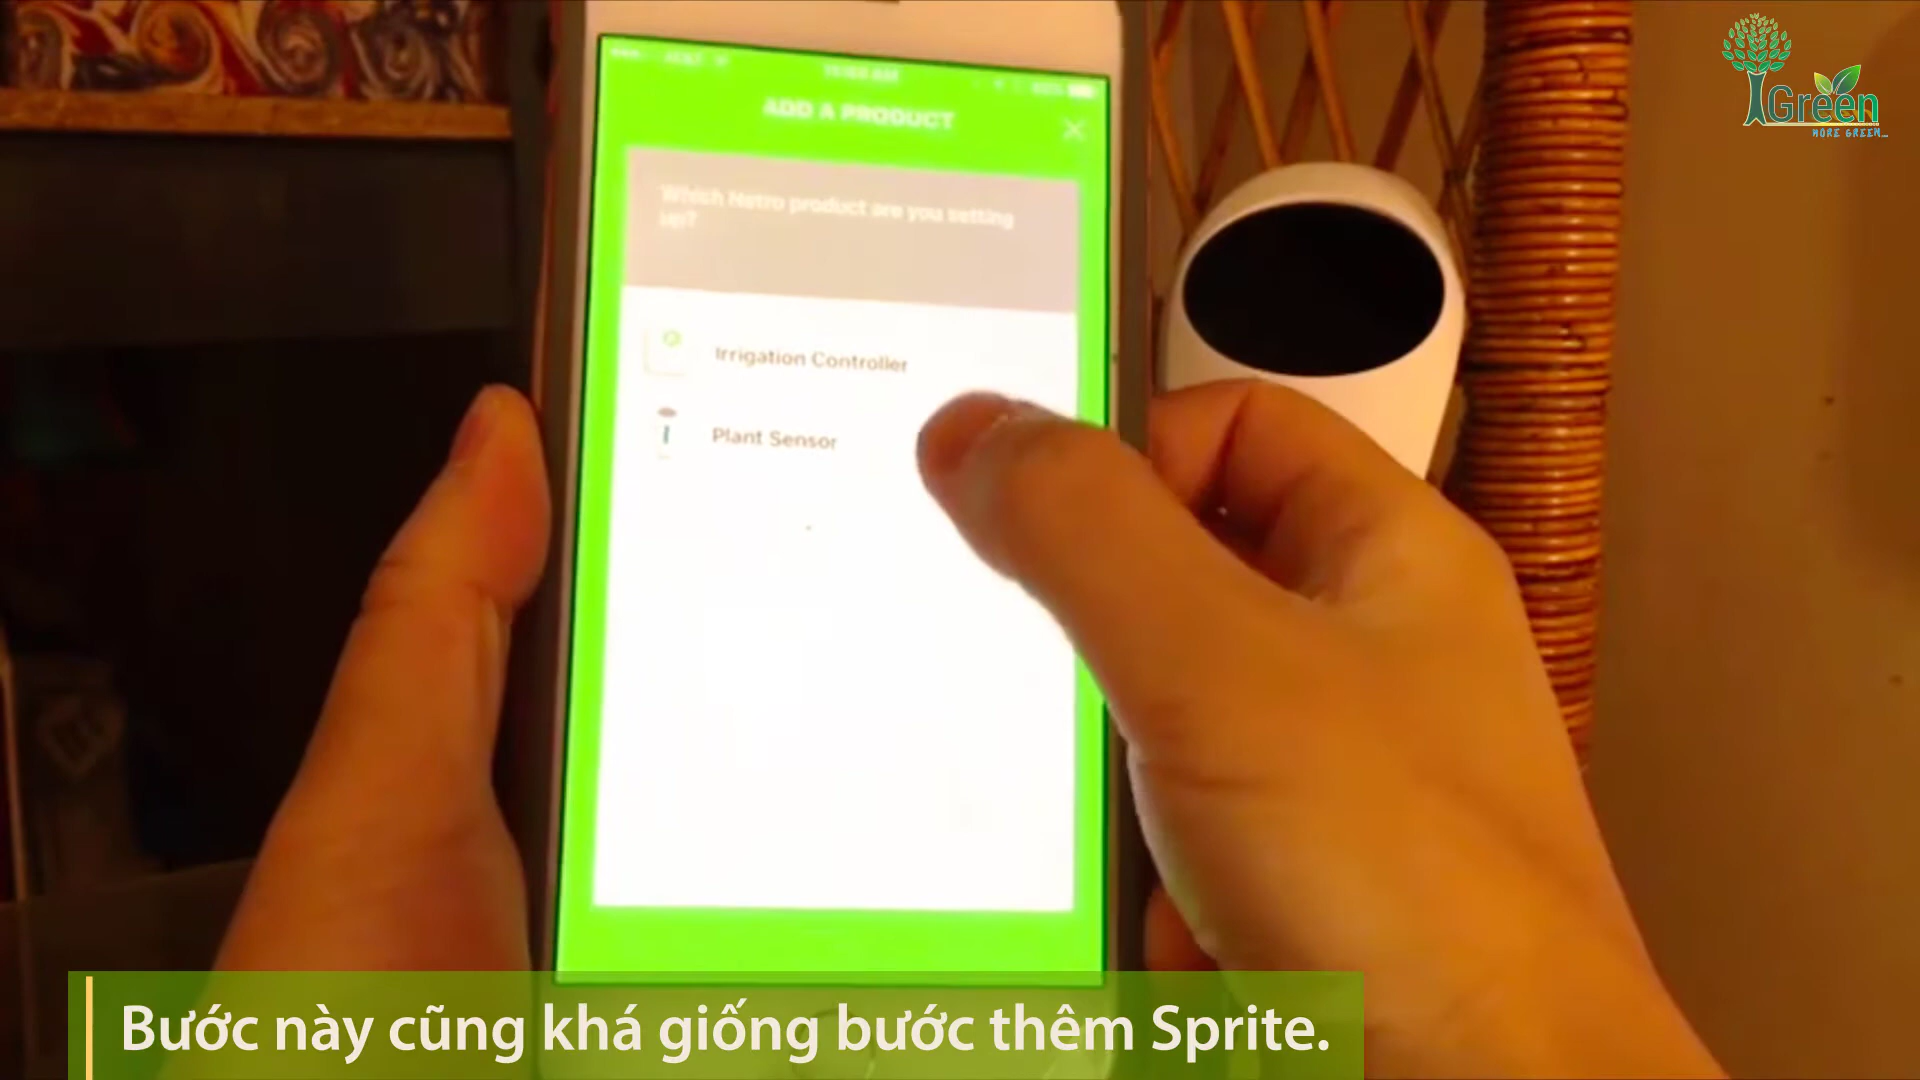 ADD A PRODUCT
Which Netro product are you setting
up?
Irrigation Controller
Plant Sensor
IGreen
MORE GREEN...
Bước này cũng khá giống bước thêm Sprite.